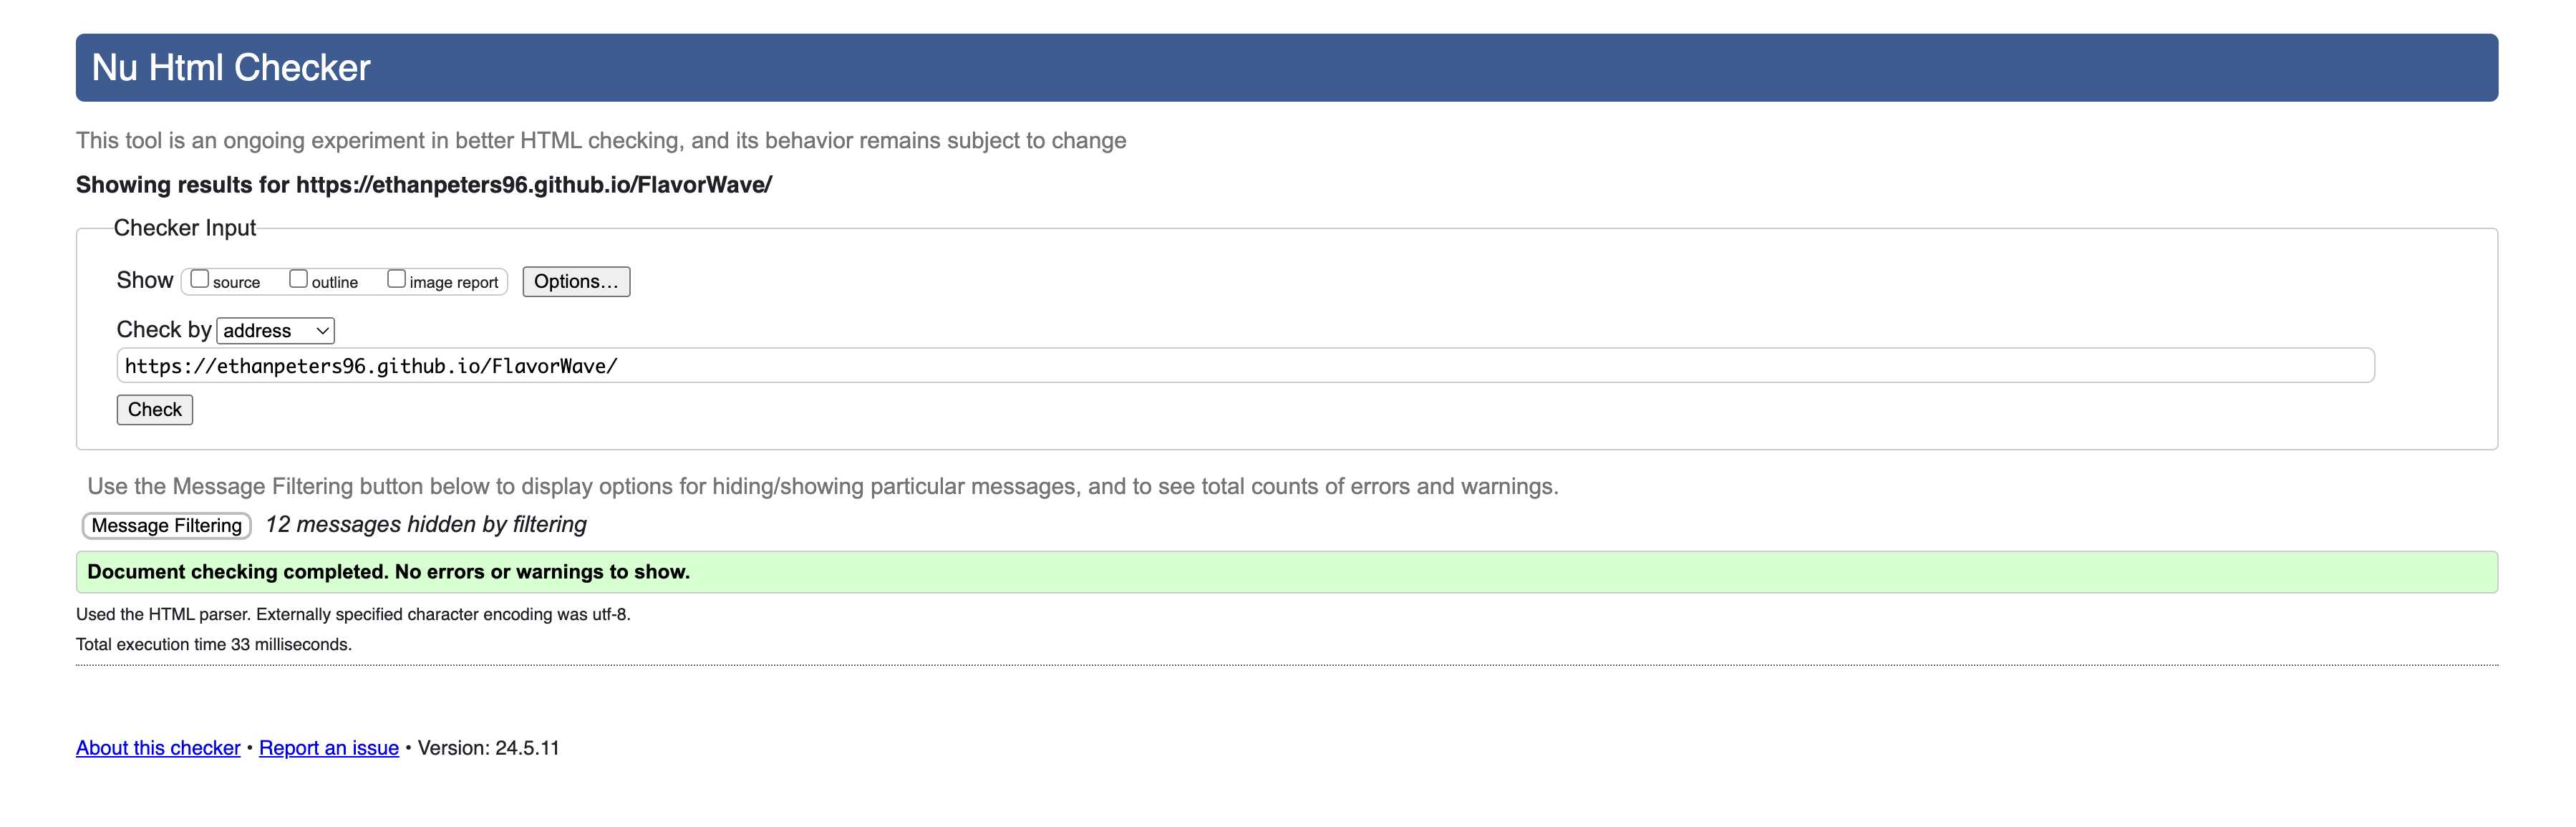 Nu Html Checker
This tool is an ongoing experiment in better HTML checking, and its behavior remains subject to change
Showing results for https://ethanpeters96.github.io/FlavorWave/
Checker Input
Show source outline image report Options…
Check by address
https://ethanpeters96.github.io/FlavorWave/
Check
Use the Message Filtering button below to display options for hiding/showing particular messages, and to see total counts of errors and warnings.
Message Filtering 12 messages hidden by filtering
Document checking completed. No errors or warnings to show.
Used the HTML parser. Externally specified character encoding was utf-8.
Total execution time 33 milliseconds.
About this checker • Report an issue • Version: 24.5.11